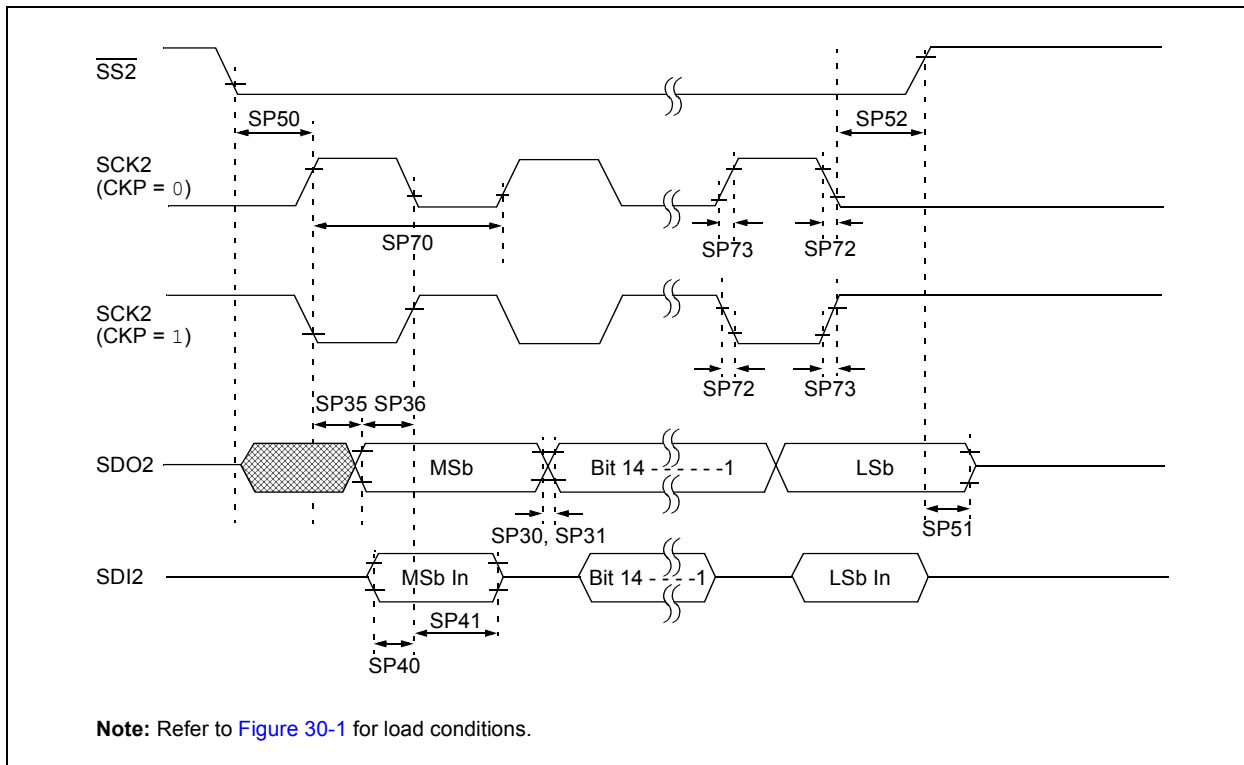 SS2
SP50
SP52
SCK2
(CKP = 0)
SP70
SP73
SP72
SCK2
(CKP = 1)
SP72
SP73
SP35
SP36
SDO2
MSb
Bit 14 - - - - - -1
LSb
SP30, SP31
SP51
SDI2
MSb In
Bit 14 - - - -1
LSb In
SP41
SP40
Note: Refer to Figure 30-1 for load conditions.